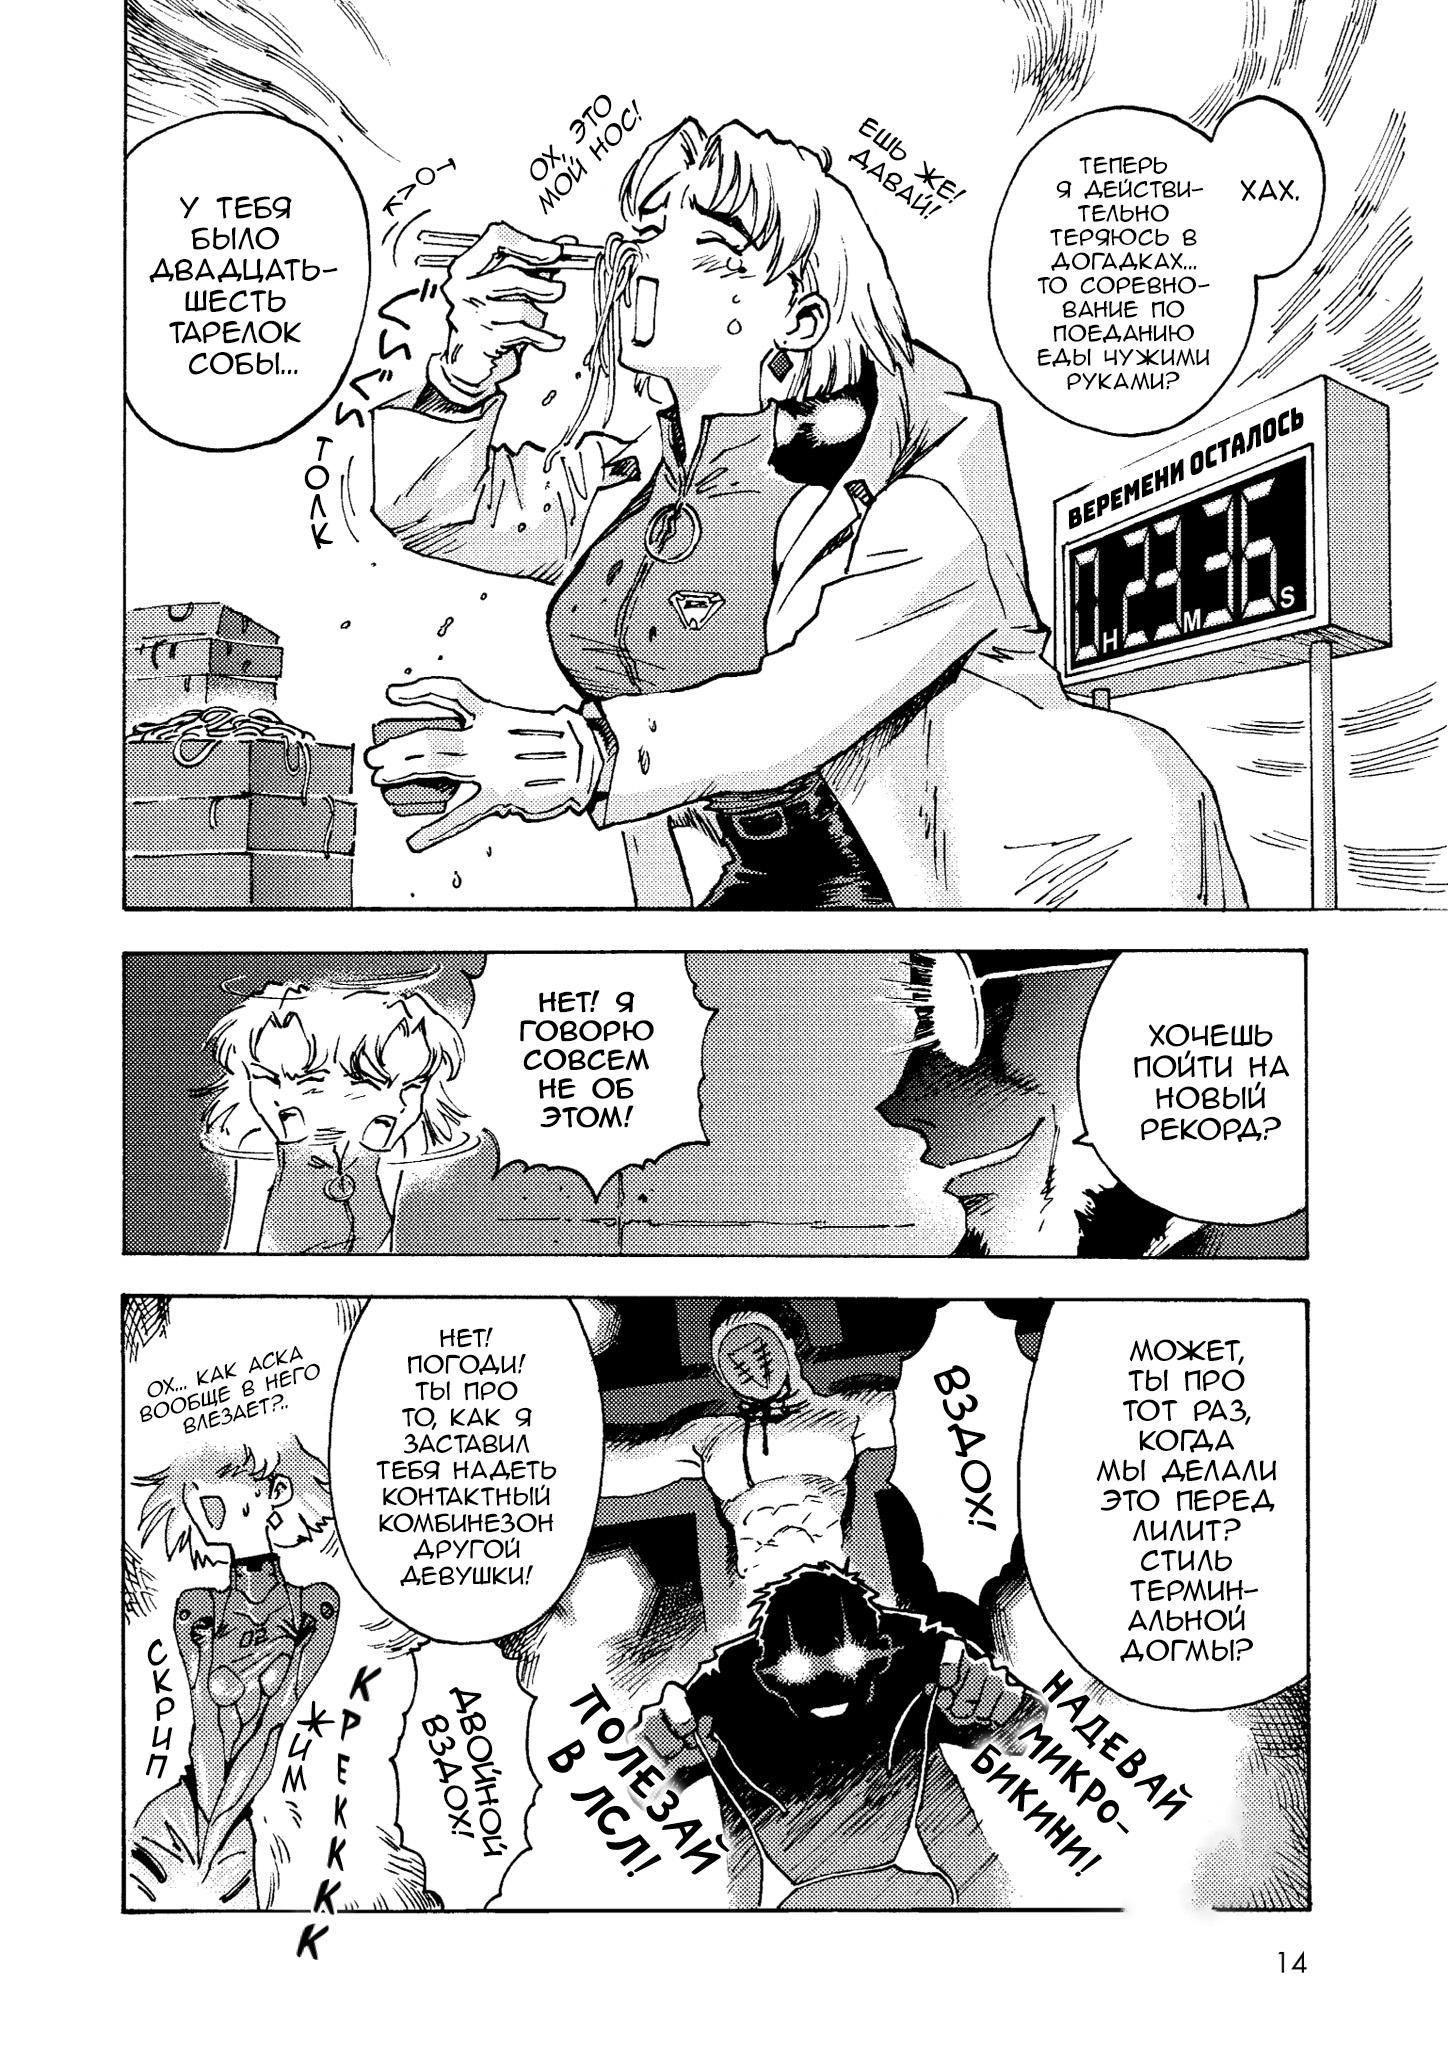 ХАХ.
ТЕПЕРЬ
Я ДЕЙСТВИ-
ТЕЛЬНО
ТЕРЯЮСЬ В
ДОГАДКАХ...
ТО СОРЕВНО-
ВАНИЕ ПО
ПОЕДАНИЮ
ЕДЫ ЧУЖИМИ
РУКАМИ?
ЕШЬ ЖЕ!
ДАВАЙ!
ОХ, ЭТО
МОЙ НОС!
ТОЛК
ТОЛК
У ТЕБЯ
БЫЛО
ДВАДЦАТЬ-
ШЕСТЬ
ТАРЕЛОК
СОБЫ...
ВЕРЕМЕНИ ОСТАЛОСЬ
H M S
ХОЧЕШЬ
ПОЙТИ НА
НОВЫЙ
РЕКОРД?
НЕТ! Я
ГОВОРЮ
СОВСЕМ
НЕ ОБ
ЭТОМ!
МОЖЕТ,
ТЫ ПРО
ТОТ РАЗ,
КОГДА
МЫ ДЕЛАЛИ
ЭТО ПЕРЕД
ЛИЛИТ?
СТИЛЬ
ТЕРМИН-
АЛЬНОЙ
ДОГМЫ?
ВЗДОХ!
НАДЕВАЙ
МИКРО-
БИКИНИ!
ПОЛЕЗАЙ
В ЛСЛ!
НЕТ!
ПОГОДИ!
ТЫ ПРО
ТО, КАК Я
ЗАСТАВИЛ
ТЕБЯ НАДЕТЬ
КОНТАКТНЫЙ
КОМБИНЕЗОН
ДРУГОЙ
ДЕВУШКИ!
ДВОЙНОЙ
ВЗДОХ!
ОХ... КАК АСКА
ВООБЩЕ В НЕГО
ВЛЕЗАЕТ?..
02
СКРИП
ЖИМ
КРЕКККК
14